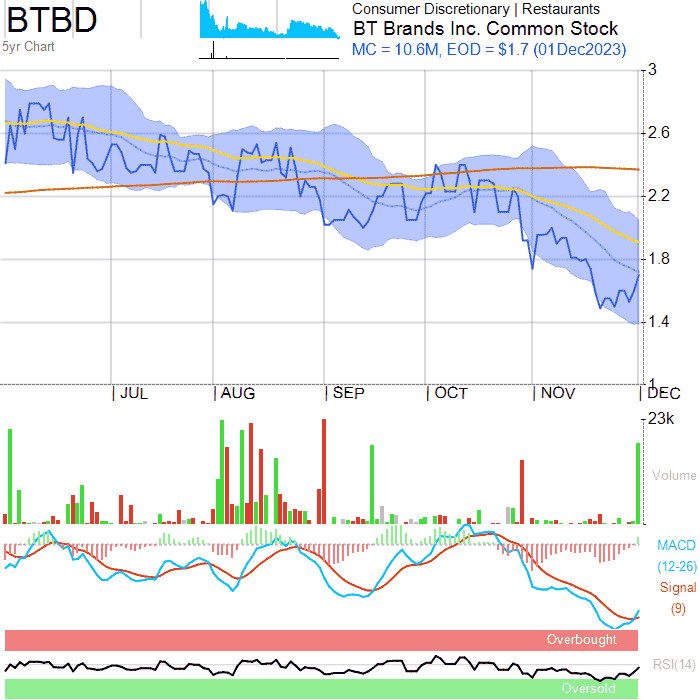 BTBD
5yr Chart
Consumer Discretionary | Restaurants
BT Brands Inc. Common Stock
MC = 10.6M, EOD = $1.7 (01Dec2023)
3
2.6
2.2
1.8
1.4
1
JUL
AUG
SEP
OCT
NOV
DEC
23k
Volume
MACD
(12-26)
Signal
(9)
Overbought
RSI(14)
Oversold